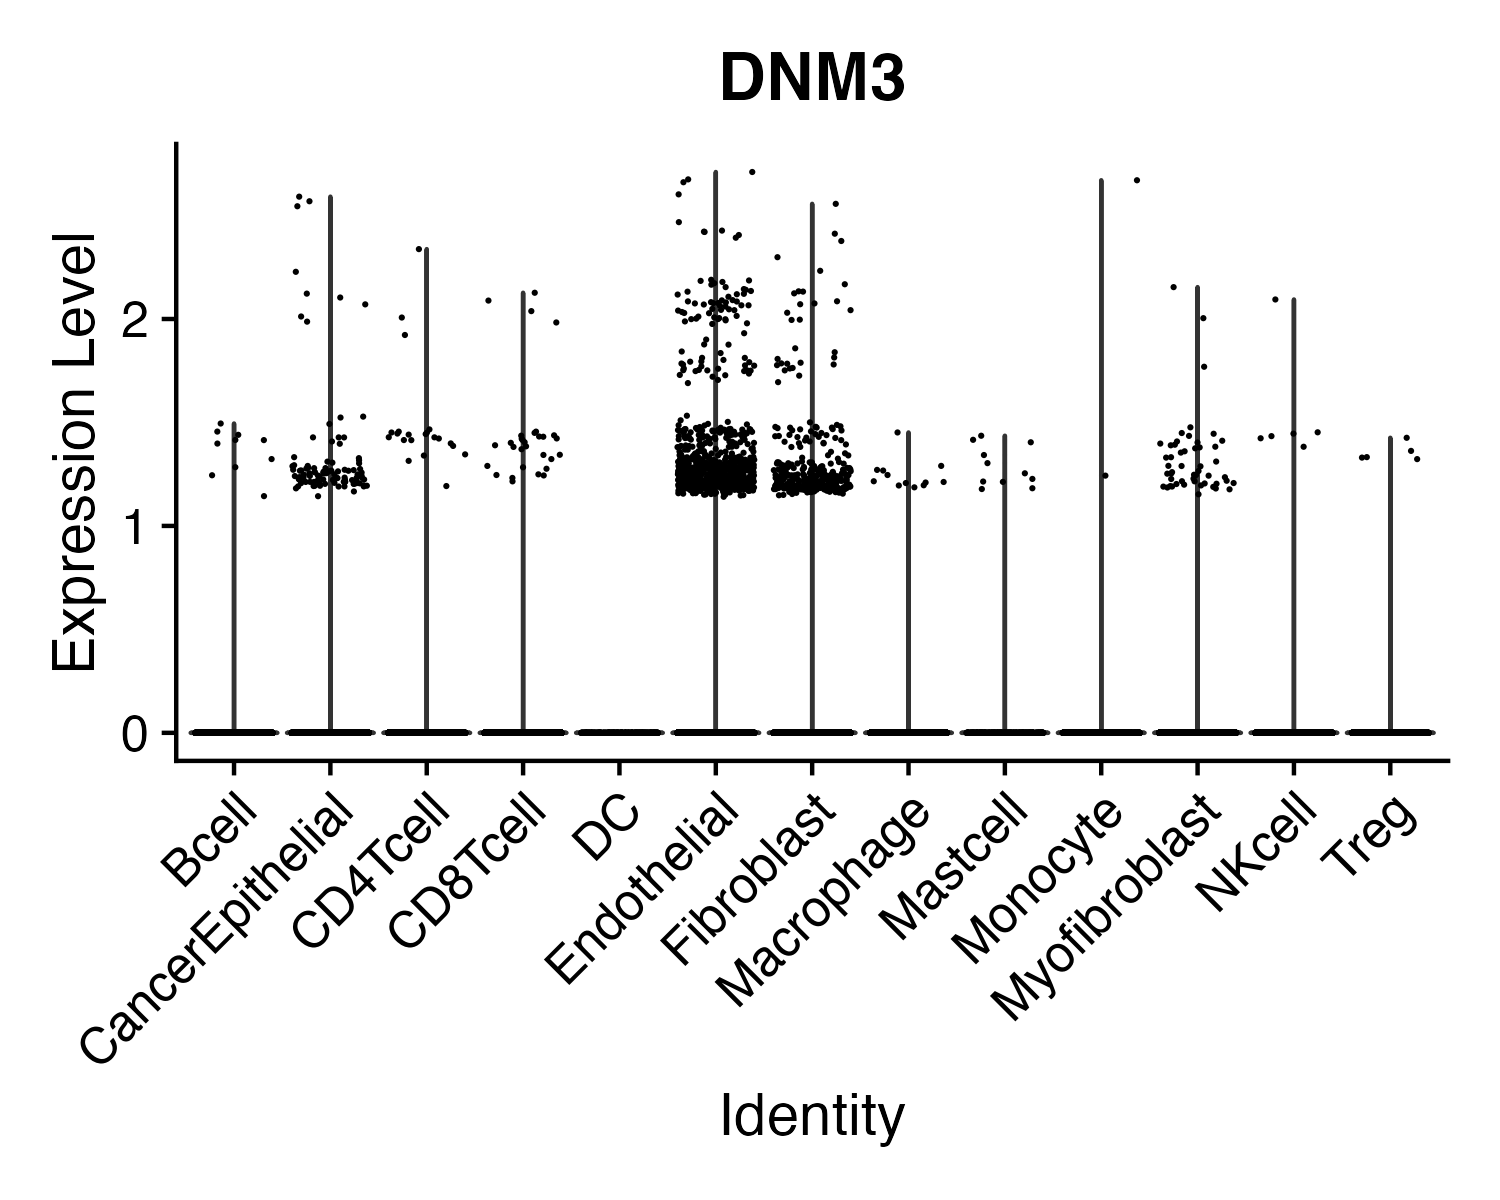 DNM3
Expression Level
2
1
0
Bcell
CancerEpithelial
CD4Tcell
CD8Tcell
DC
Endothelial
Fibroblast
Macrophage
Mastcell
Monocyte
Myofibroblast
NKcell
Treg
Identity